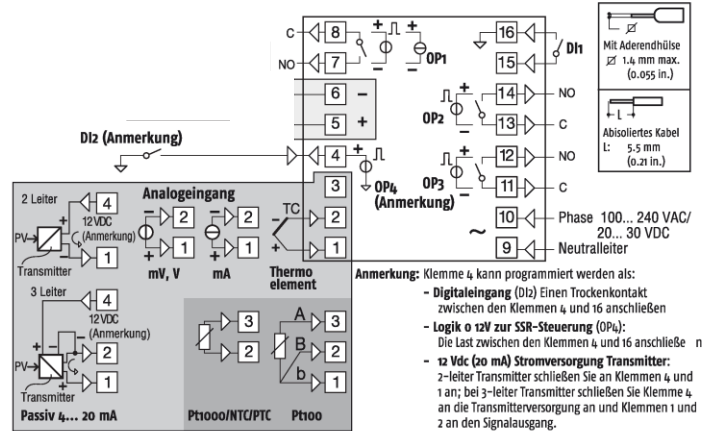 C
8
+
–
OP1
NO
7
6 –
5 +
DI2 (Anmerkung)
4
+
OP4
(Anmerkung)
3
TC
2
1
–
+
Thermo
element
16
15
DI1
14
NO
OP2
+
–
13
C
12
NO
OP3
+
–
11
C
10
Phase 100... 240 VAC/
20... 30 VDC
~
9
Neutralleiter
Mit Aderendhülse
1.4 mm max.
(0.055 in.)
L
Absoliertes Kabel
L: 5.5 mm
(0.21 in.)
Analogeingang
2 Leiter
4
+
12 VDC
(Anmerkung)
PV
–
1
Transmitter
–
2
+
1
mV, V
–
2
+
1
mA
3 Leiter
4
12 VDC
(Anmerkung)
+
–
2
PV
+
–
1
Transmitter
Passiv 4... 20 mA
3
2
Pt1000/NTC/PTC
A
3
B
2
b
1
Pt100
Anmerkung: Klemme 4 kann programmiert werden als:
– Digitaleingang (DI2) Einen Trockenkontakt
zwischen den Klemmen 4 und 16 anschließen
– Logik 0 12V zur SSR-Steuerung (OP4):
Die Last zwischen den Klemmen 4 und 16 anschließe n
– 12 Vdc (20 mA) Stromversorgung Transmitter:
2-leiter Transmitter schließen Sie an Klemmen 4 und
1 an; bei 3-leiter Transmitter schließen Sie Klemme 4
an die Transmitterversorgung an und Klemmen 1 und
2 an den Signalausgang.